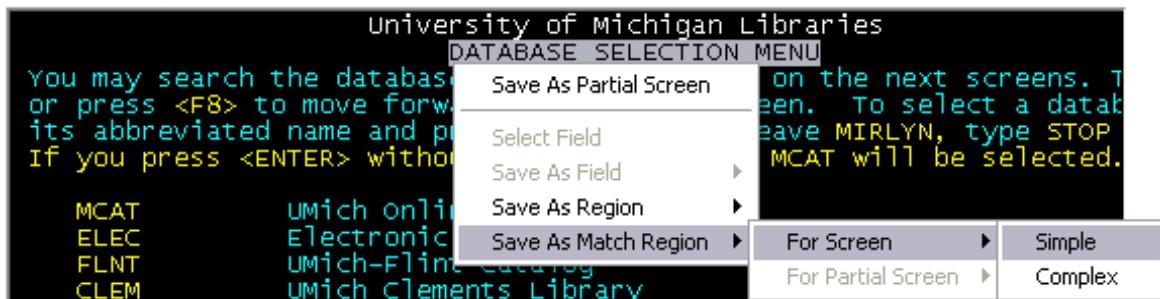 University of Michigan Libraries
DATABASE SELECTION MENU
You may search the databas on the next screens. T
or press <F8> to move forw een. To select a datab
its abbreviated name and p eave MIRLYN, type STOP
If you press <ENTER> witho MCAT will be selected.
MCAT UMich Onli
ELEC Electronic
FLNT UMich-Flint Catalog
CLEM UMich Clements Library
Save As Partial Screen
Select Field
Save As Field
Save As Region
Save As Match Region
For Screen
For Partial Screen
Simple
Complex